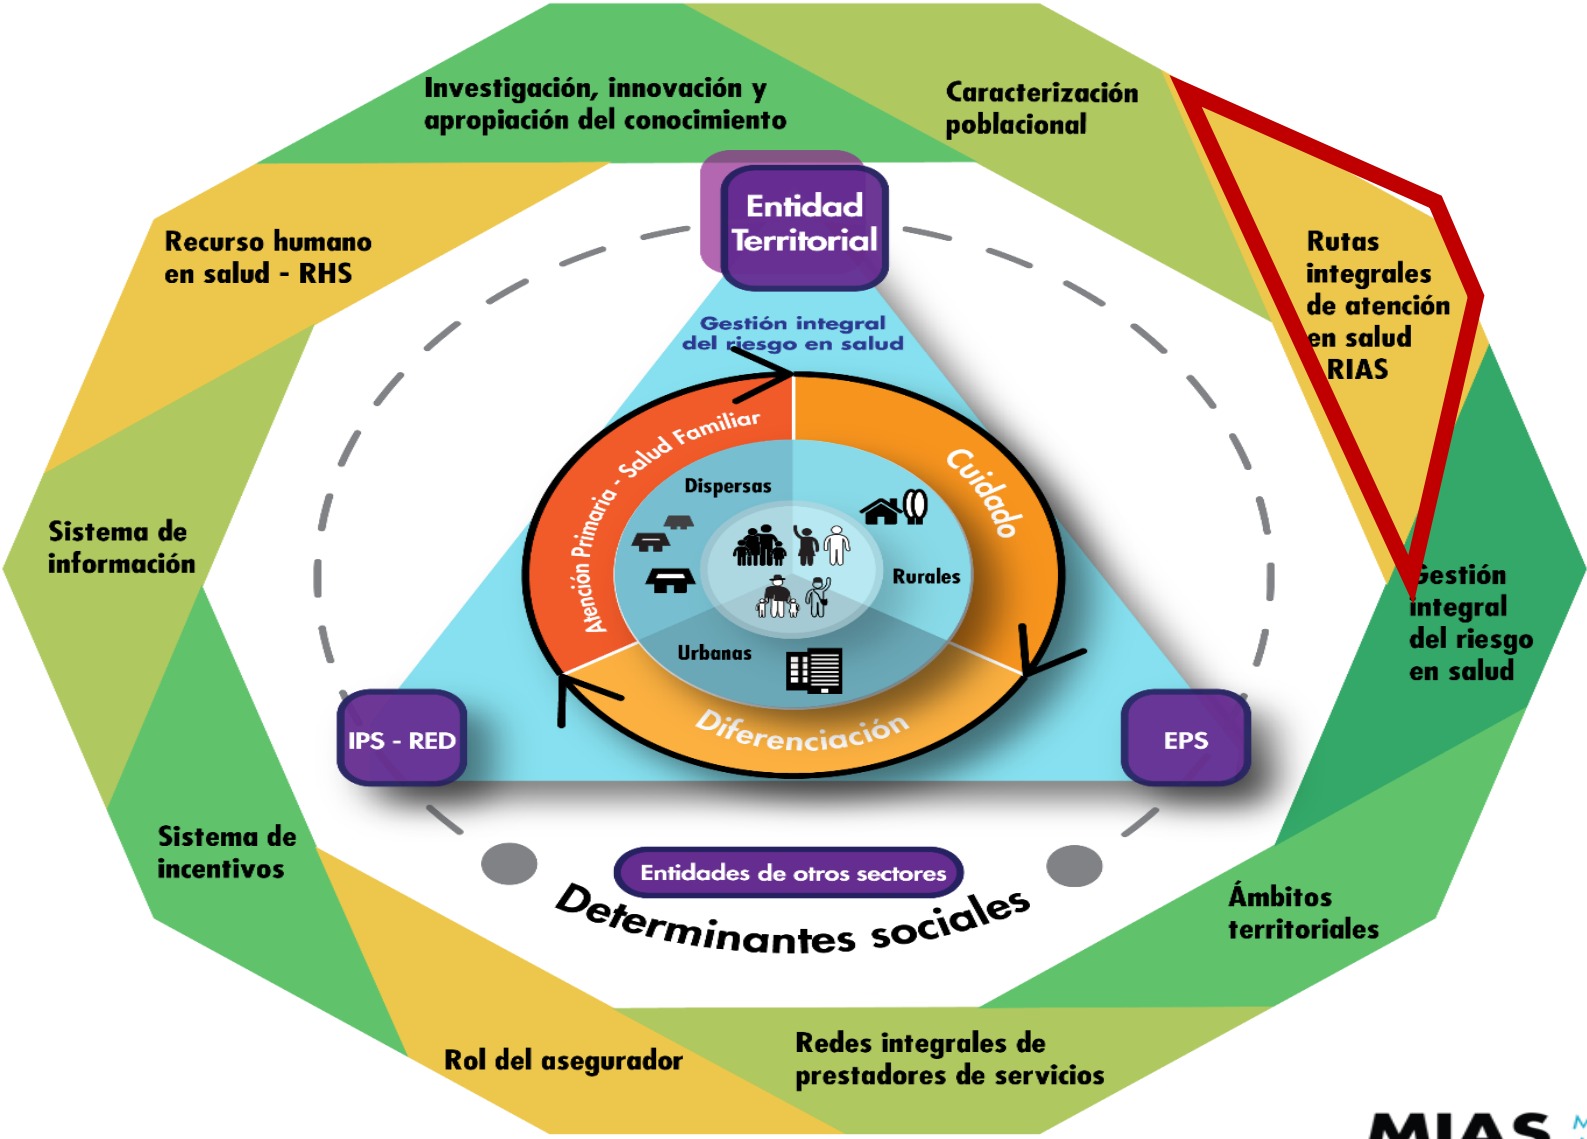 Investigación, innovación y
apropiación del conocimiento
Caracterización
poblacional
Rutas
integrales
de atención
en salud
RIAS
Recurso humano
en salud - RHS
Entidad
Territorial
Gestión integral
del riesgo en salud
Atención Primaria - Salud Familiar
Cuidado
Diferenciación
Dispersas
Rurales
Urbanas
Sistema de
información
Gestión
integral
del riesgo
en salud
IPS - RED
EPS
Sistema de
incentivos
Entidades de otros sectores
Determinantes sociales
Ámbitos
territoriales
Rol del asegurador
Redes integrales de
prestadores de servicios
MIAS